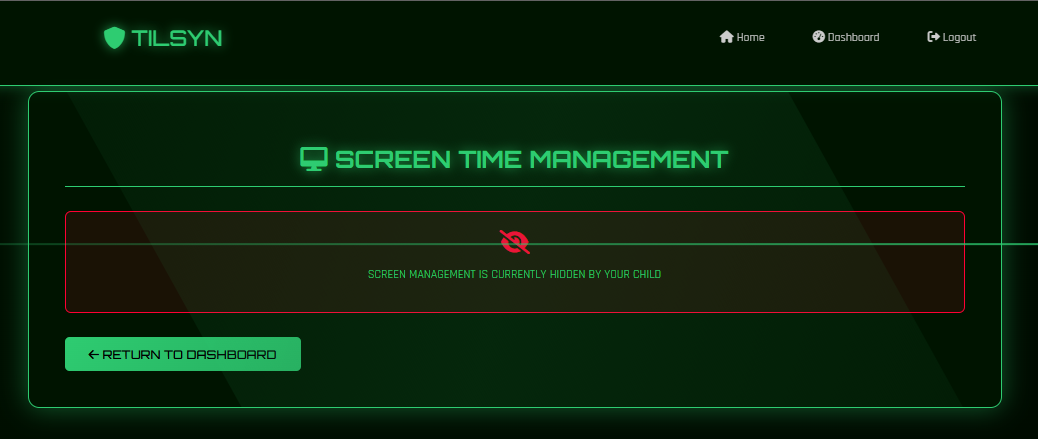 TILSYN
Home Dashboard Logout
SCREEN TIME MANAGEMENT
SCREEN MANAGEMENT IS CURRENTLY HIDDEN BY YOUR CHILD
RETURN TO DASHBOARD